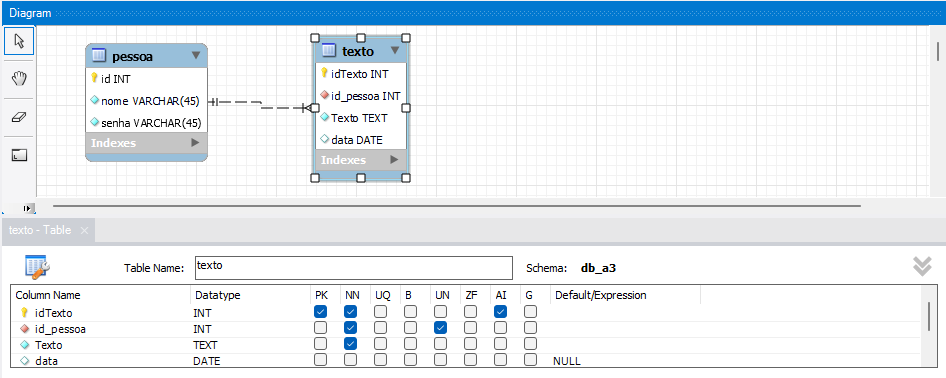 Diagram
pessoa
id INT
nome VARCHAR(45)
senha VARCHAR(45)
Indexes
texto
idTexto INT
id_pessoa INT
Texto TEXT
data DATE
Indexes
texto - Table
Table Name: texto Schema: db_a3
Column Name Datatype PK NN UQ B UN ZF AI G Default/Expression
idTexto INT
id_pessoa INT
Texto TEXT
data DATE NULL